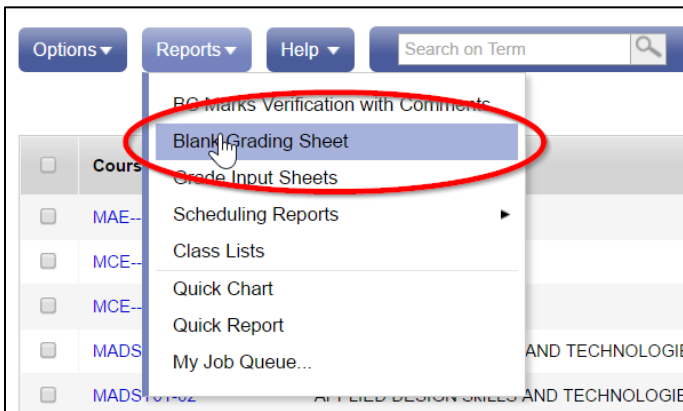 Options Reports Help Search on Term
BC Marks Verification with Comments
Blank Grading Sheet
Cours
Grade Input Sheets
MAE--
Scheduling Reports
MCE--
Class Lists
Quick Chart
MCE--
Quick Report
MADS AND TECHNOLOGIE
My Job Queue...
MADST01-02 APPLIED DESIGN SKILLS AND TECHNOLOGIE